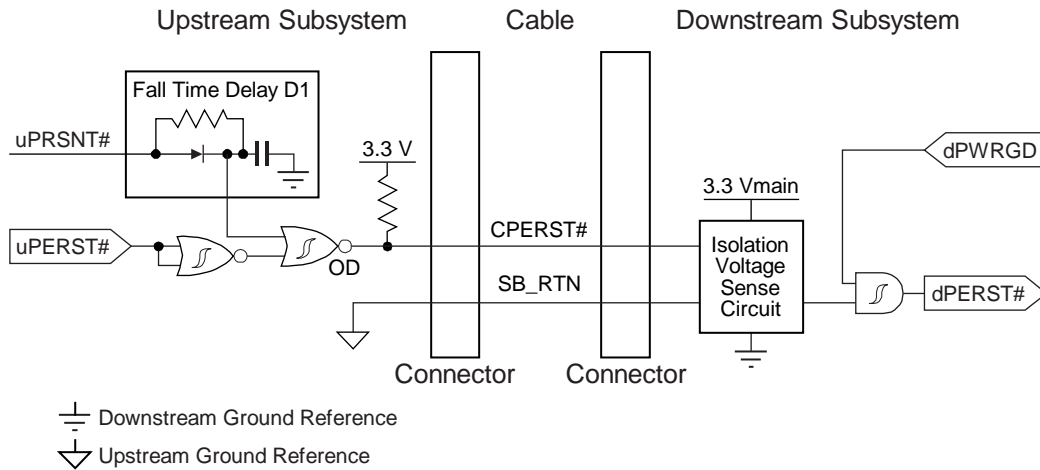 Upstream Subsystem
Cable
Downstream Subsystem
Fall Time Delay D1
uPRSNT#
3.3 V
dPWRGD
3.3 Vmain
uPERST#
CPERST#
OD
Isolation
Voltage
Sense
Circuit
SB_RTN
dPERST#
Connector
Connector
Downstream Ground Reference
Upstream Ground Reference